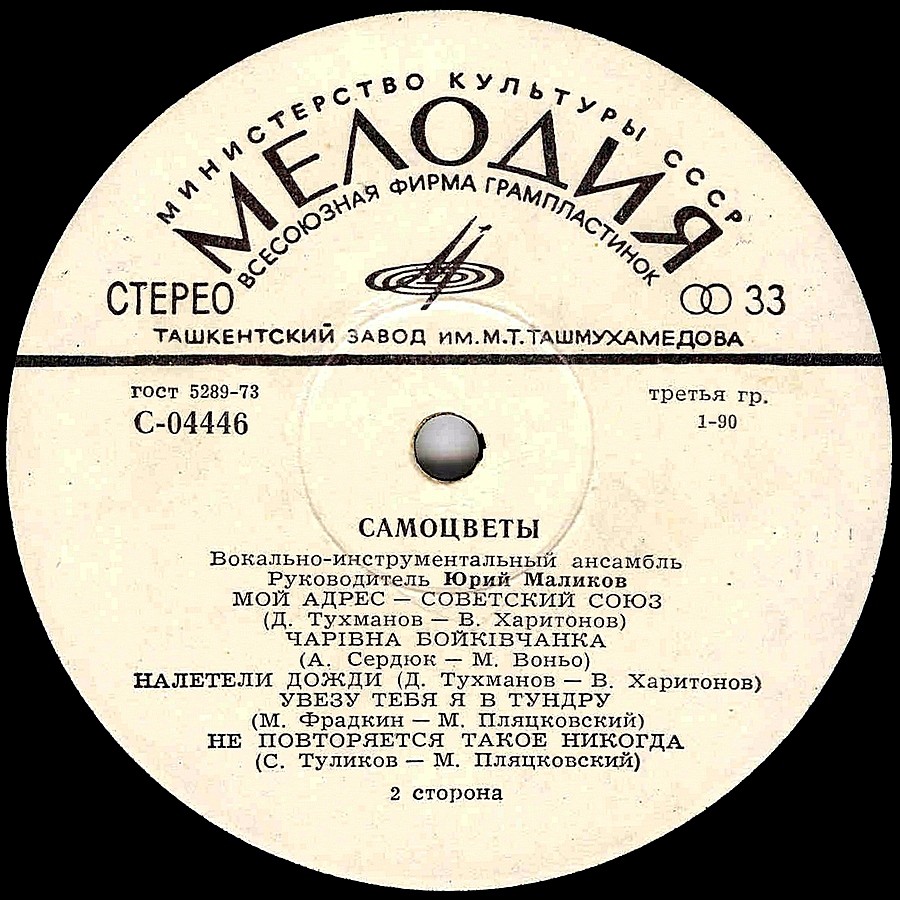 МИНИСТЕРСТВО КУЛЬТУРЫ СССР
МЕЛОДИЯ
ВСЕСОЮЗНАЯ ФИРМА ГРАМПЛАСТИНОК
СТЕРЕО
33
ТАШКЕНТСКИЙ ЗАВОД ИМ. М.Т. ТАШМУХАМЕДОВА
гост 5289-73
третья гр.
С-04446
1-90
САМОЦВЕТЫ
Вокально-инструментальный ансамбль
Руководитель Юрий Маликов
МОЙ АДРЕС — СОВЕТСКИЙ СОЮЗ
(Д. Тухманов — В. Харитонов)
ЧАРІВНА БОЙКІВЧАНКА
(А. Сердюк — М. Воньо)
НАЛЕТЕЛИ ДОЖДИ (Д. Тухманов — В. Харитонов)
УВЕЗУ ТЕБЯ Я В ТУНДРУ
(М. Фрадкин — М. Пляцковский)
НЕ ПОВТОРЯЕТСЯ ТАКОЕ НИКОГДА
(С. Туликов — М. Пляцковский)
2 сторона